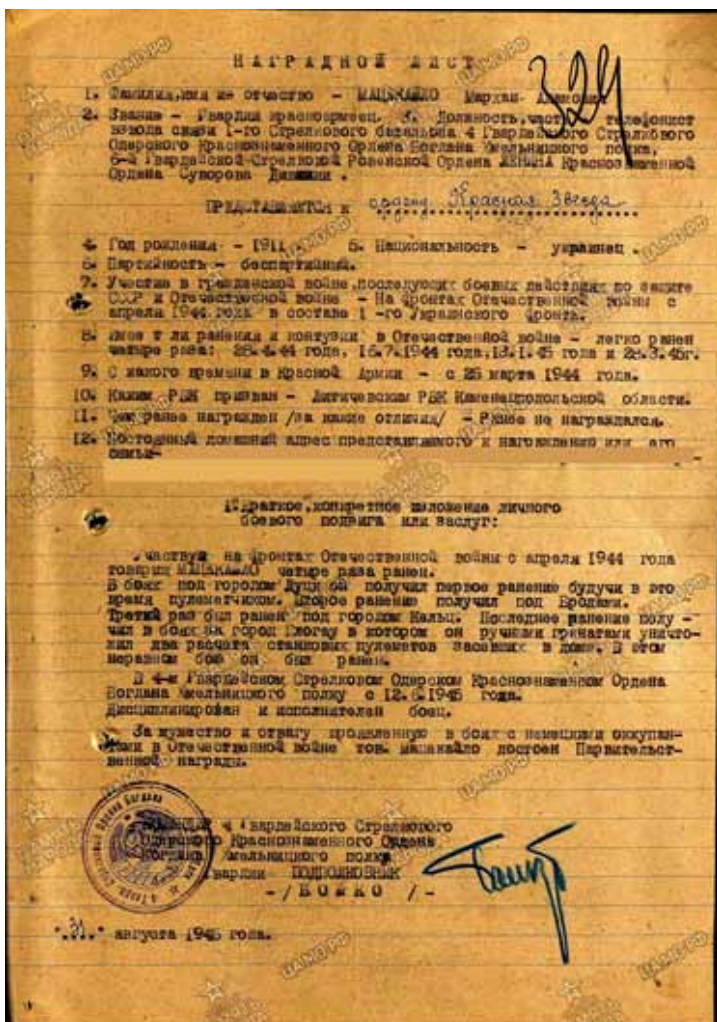 НАГРАДНОЙ ЛИСТ
324
1. Фамилия, имя и отчество - МАЦЬКАЙЛО
2. Звание - Гвардии красноармеец. 3. Должность, часть телефонист
взвода связи 1-го Стрелкового батальона 4 Гвардейского Стрелкового
Одерского Краснознаменного Ордена Богдана Хмельницкого полка,
6-й Гвардейской Стрелковой Ровенской Ордена ЛЕНИНА Краснознаменной
Ордена Суворова Дивизии.
ПРЕДСТАВЛЯЕТСЯ к ордену Красная Звезда
4. Год рождения - 1911. 5. Национальность - украинец.
6. Партийность - беспартийный.
7. Участие в гражданской войне, последующих боевых действиях по защите
СССР и Отечественной войне - На фронтах Отечественной войны с
апреля 1944 года в составе 1-го Украинского фронта.
8. Имеет ли ранения и контузии в Отечественной войне - легко ранен
четыре раза: 28.4.44 года, 7.1944 года, 13.1.45 года и 28.3.45г.
9. С какого времени в Красной Армии - с 25 марта 1944 года.
10. Каким РВК призван - Литичевским РВК Каменецподольской области.
11. Чем ранее награжден /за какие отличия/ - Ранее не награждался.
12. Постоянный домашний адрес представляемого к награждению или его
семьи-
1. Краткое, конкретное изложение личного
боевого подвига или заслуг:
Участвуя на фронтах Отечественной войны с апреля 1944 года
товарищ четыре раза ранен.
В боях под городом получил первое ранение будучи в это
время пулеметчиком. Второе ранение получил под Бродами.
Третий раз был ранен под городом Кельц. Последнее ранение полу-
чил в боях на город Глогау в котором он ручными гранатами уничто-
жил два расчета станковых пулеметов засевших в доме. В этом
неравном бою он был ранен.
В 4-м Гвардейском Стрелковом Одерском Краснознаменном Ордена
Богдана Хмельницкого полку с 12.6.1945 года.
Дисциплинирован и исполнителен боец.
За мужество и отвагу проявленную в боях с немецкими оккупан-
тами в Отечественной войне тов. Мацакайло достоен Парвительст-
венной награды.
4 Гвардейского Стрелкового
Одерского Краснознаменного Ордена
Богдана Хмельницкого полка
Гвардии ПОДПОЛКОВНИК
-/БОЙКО/-
"31" августа 1945 года.
ЦАМО.РФ